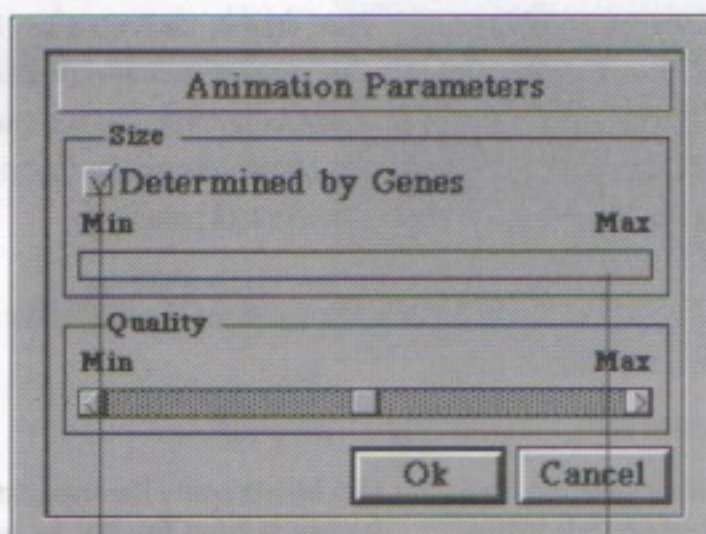 Animation Parameters
Size
Determined by Genes
Min Max
Quality
Min Max
Ok Cancel